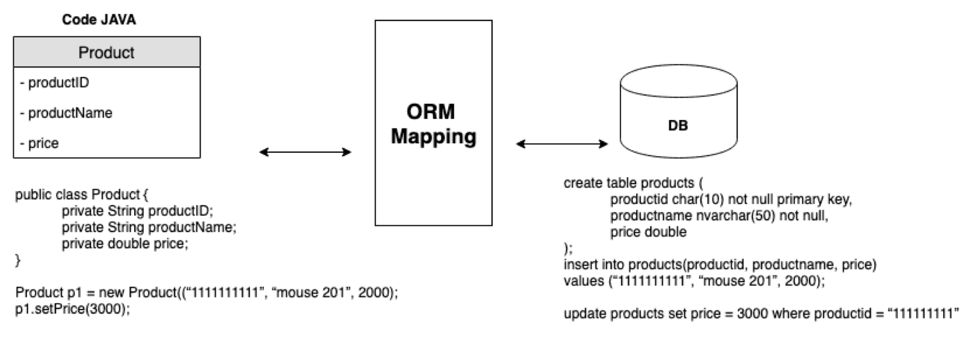 Code JAVA
Product
- productID
- productName
- price
public class Product {
private String productID;
private String productName;
private double price;
}
Product p1 = new Product(("1111111111", "mouse 201", 2000);
p1.setPrice(3000);
ORM
Mapping
DB
create table products (
productid char(10) not null primary key,
productname nvarchar(50) not null,
price double
);
insert into products(productid, productname, price)
values ("1111111111", "mouse 201", 2000);
update products set price = 3000 where productid = "111111111"